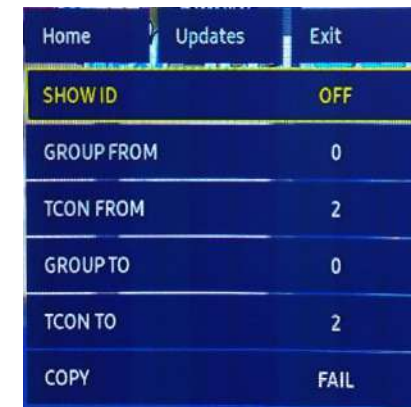 Home Updates Exit
SHOW ID OFF
GROUP FROM 0
TCON FROM 2
GROUP TO 0
TCON TO 2
COPY FAIL